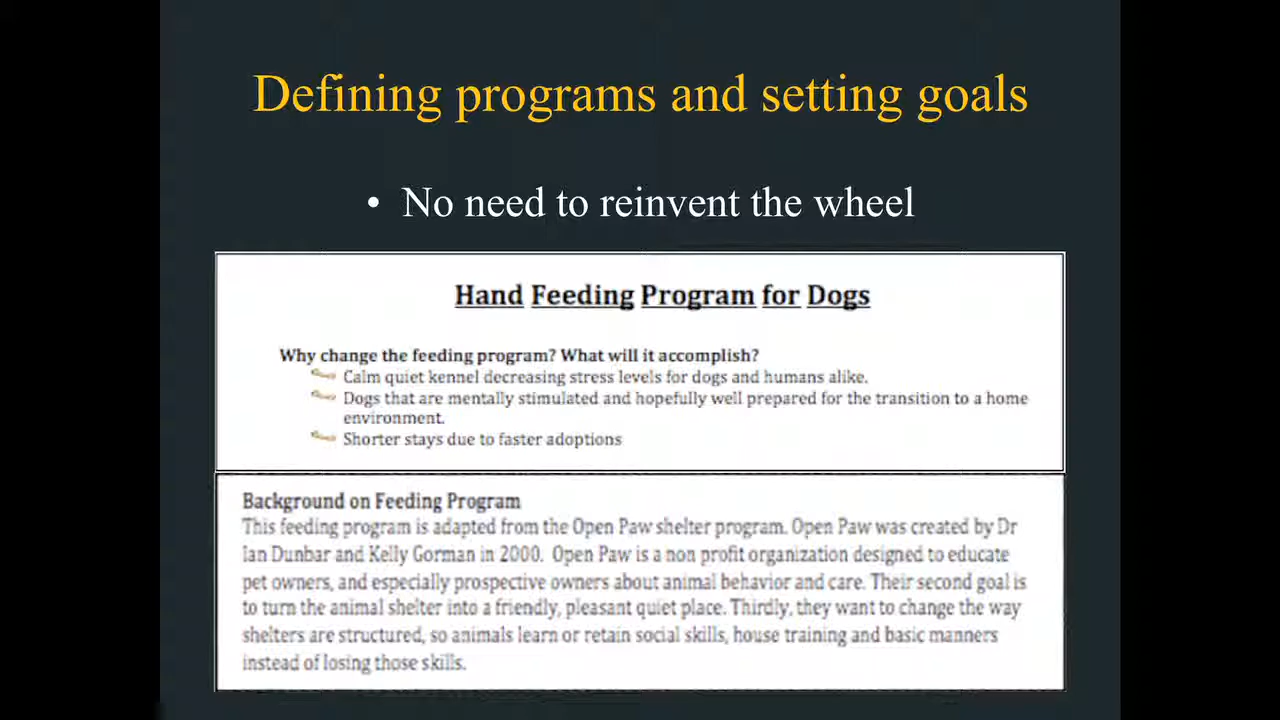 Defining programs and setting goals
• No need to reinvent the wheel
Hand Feeding Program for Dogs
Why change the feeding program? What will it accomplish?
Calm quiet kennel decreasing stress levels for dogs and humans alike.
Dogs that are mentally stimulated and hopefully well prepared for the transition to a home
environment.
Shorter stays due to faster adoptions
Background on Feeding Program
This feeding program is adapted from the Open Paw shelter program. Open Paw was created by Dr
Ian Dunbar and Kelly Gorman in 2000. Open Paw is a non profit organization designed to educate
pet owners, and especially prospective owners about animal behavior and care. Their second goal is
to turn the animal shelter into a friendly, pleasant quiet place. Thirdly, they want to change the way
shelters are structured, so animals learn or retain social skills, house training and basic manners
instead of losing those skills.